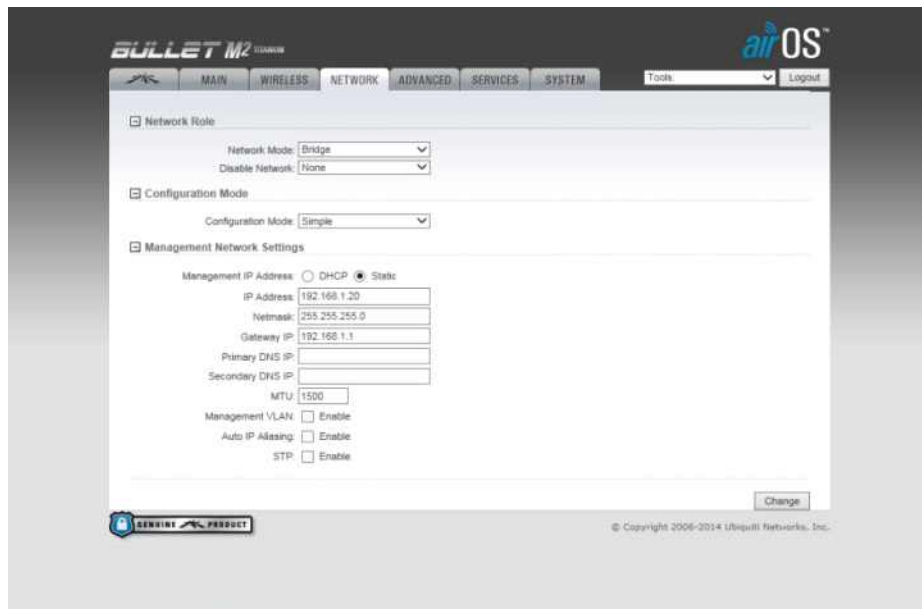 BULLET M2 TITANIUM
airOS™
MAIN WIRELESS NETWORK ADVANCED SERVICES SYSTEM Tools: Logout
Network Role
Network Mode: Bridge
Disable Network: None
Configuration Mode
Configuration Mode: Simple
Management Network Settings
Management IP Address: DHCP Static
IP Address: 192.168.1.20
Netmask: 255.255.255.0
Gateway IP: 192.168.1.1
Primary DNS IP:
Secondary DNS IP:
MTU: 1500
Management VLAN: Enable
Auto IP Aliasing: Enable
STP: Enable
Change
GENUINE PRODUCT
© Copyright 2006-2014 Ubiquiti Networks, Inc.